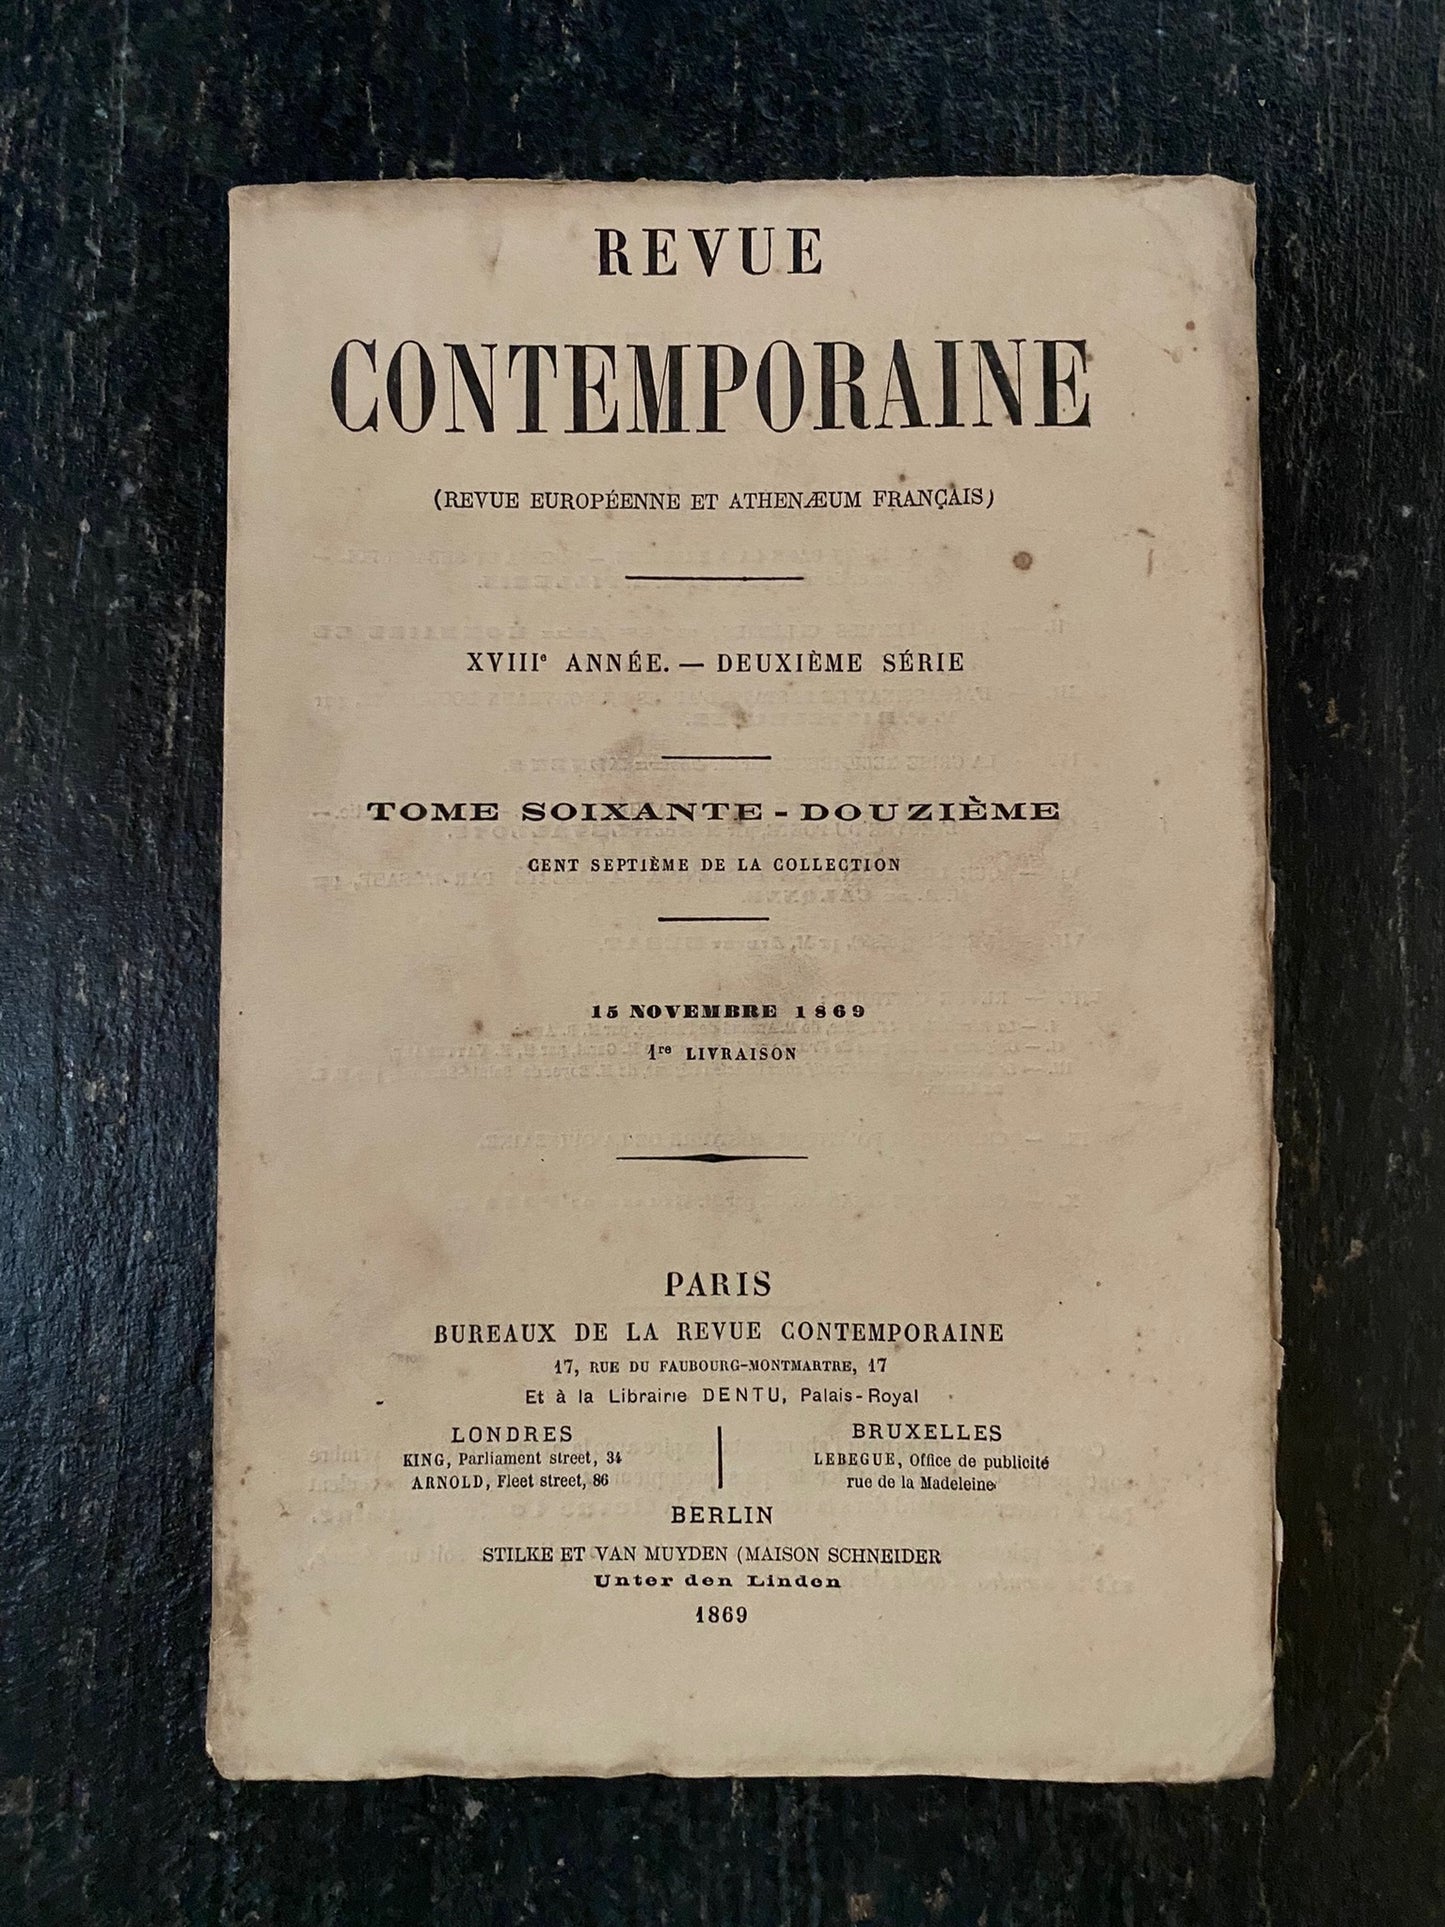 REVUE
CONTEMPORAINE
(REVUE EUROPÉENNE ET ATHENÆUM FRANÇAIS)
XVIIIe ANNÉE. — DEUXIÈME SÉRIE
TOME SOIXANTE-DOUZIÈME
CENT SEPTIÈME DE LA COLLECTION
15 NOVEMBRE 1869
1re LIVRAISON
PARIS
BUREAUX DE LA REVUE CONTEMPORAINE
17, RUE DU FAUBOURG-MONTMARTRE, 17
Et à la Librairie DENTU, Palais-Royal
LONDRES
KING, Parliament street, 34
ARNOLD, Fleet street, 86
BRUXELLES
LEBEGUE, Office de publicité
rue de la Madeleine
BERLIN
STILKE ET VAN MUYDEN (MAISON SCHNEIDER
Unter den Linden
1869